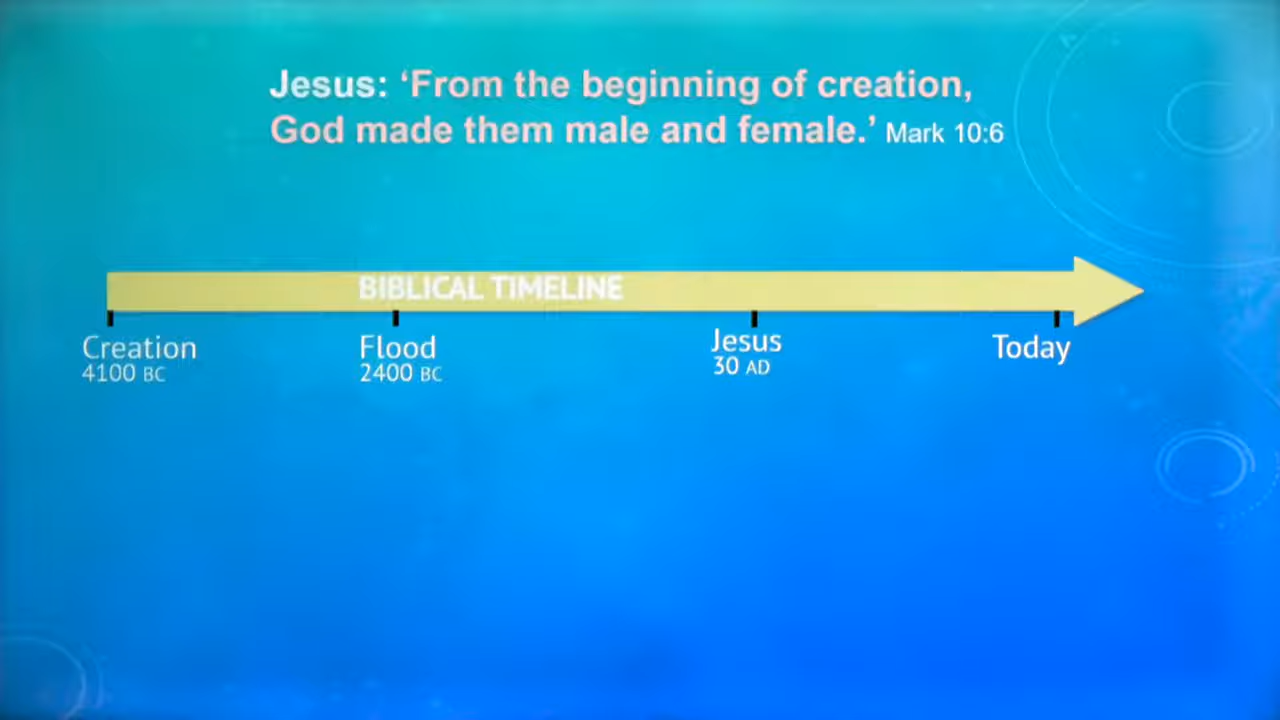 Jesus: ‘From the beginning of creation,
God made them male and female.’ Mark 10:6
BIBLICAL TIMELINE
Creation
4100 BC
Flood
2400 BC
Jesus
30 AD
Today